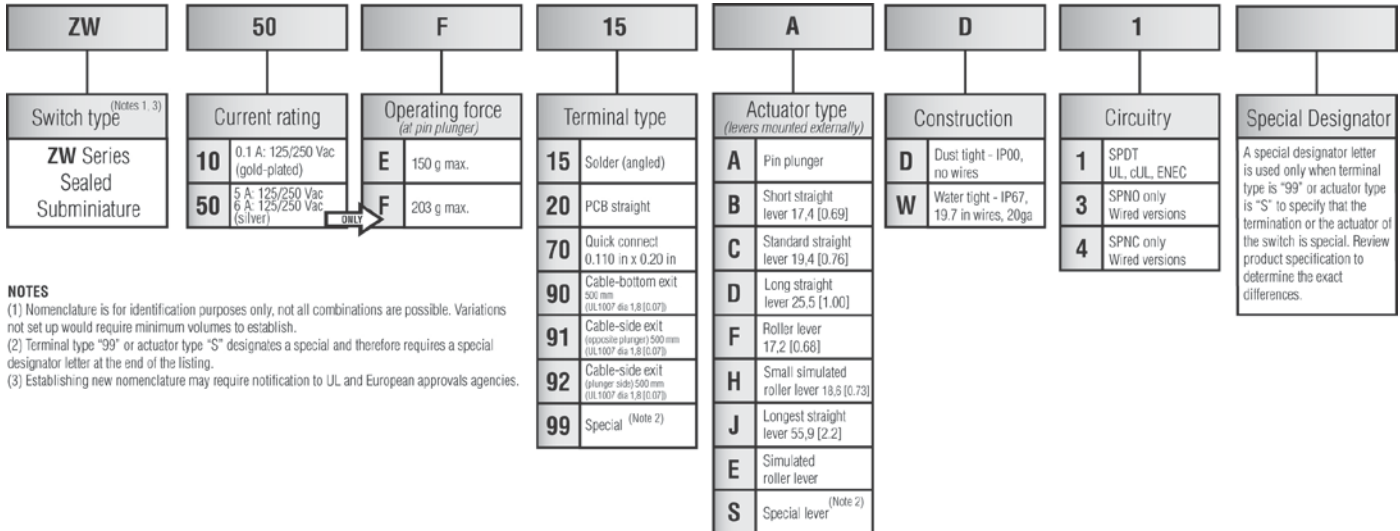 ZW
50
F
15
A
D
1
Switch type (Notes 1, 3)
ZW Series
Sealed
Subminiature
Current rating
10
0.1 A: 125/250 Vac
(gold-plated)
50
5 A: 125/250 Vac
6 A: 125/250 Vac
(silver)
ONLY
Operating force
(at pin plunger)
E
150 g max.
F
203 g max.
Terminal type
15
Solder (angled)
20
PCB straight
70
Quick connect
0.110 in x 0.20 in
90
Cable-bottom exit
500 mm
(UL1007 dia 1,8 [0.07])
91
Cable-side exit
(opposite plunger) 500 mm
(UL1007 dia 1,8 [0.07])
92
Cable-side exit
(plunger side) 500 mm
(UL1007 dia 1,8 [0.07])
99
Special (Note 2)
Actuator type
(levers mounted externally)
A
Pin plunger
B
Short straight
lever 17,4 [0.69]
C
Standard straight
lever 19,4 [0.76]
D
Long straight
lever 25,5 [1.00]
F
Roller lever
17,2 [0.68]
H
Small simulated
roller lever 18,6 [0.73]
J
Longest straight
lever 55,9 [2.2]
E
Simulated
roller lever
S
Special lever (Note 2)
Construction
D
Dust tight - IP00,
no wires
W
Water tight - IP67,
19.7 in wires, 20ga
Circuitry
1
SPDT
UL, cUL, ENEC
3
SPNO only
Wired versions
4
SPNC only
Wired versions
Special Designator
A special designator letter
is used only when terminal
type is “99” or actuator type
is “S” to specify that the
termination or the actuator of
the switch is special. Review
product specification to
determine the exact
differences.
NOTES
(1) Nomenclature is for identification purposes only, not all combinations are possible. Variations
not set up would require minimum volumes to establish.
(2) Terminal type “99” or actuator type “S” designates a special and therefore requires a special
designator letter at the end of the listing.
(3) Establishing new nomenclature may require notification to UL and European approvals agencies.